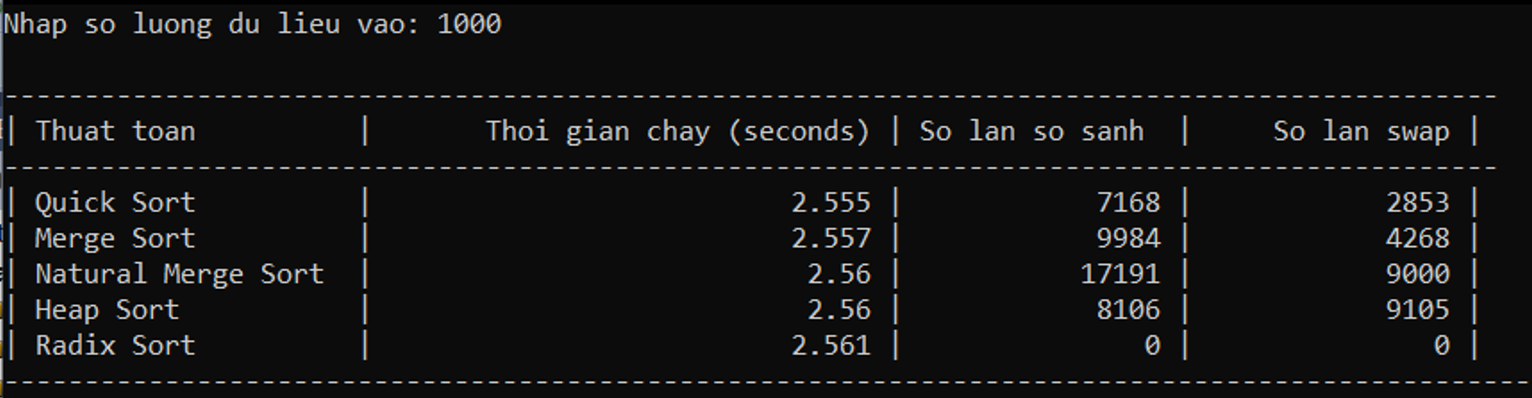 Nhap so luong du lieu vao: 1000
-----------------------------------------------------------------------------------------------
| Thuat toan | Thoi gian chay (seconds) | So lan so sanh | So lan swap |
-----------------------------------------------------------------------------------------------
| Quick Sort | 2.555 | 7168 | 2853 |
| Merge Sort | 2.557 | 9984 | 4268 |
| Natural Merge Sort | 2.56 | 17191 | 9000 |
| Heap Sort | 2.56 | 8106 | 9105 |
| Radix Sort | 2.561 | 0 | 0 |
-----------------------------------------------------------------------------------------------